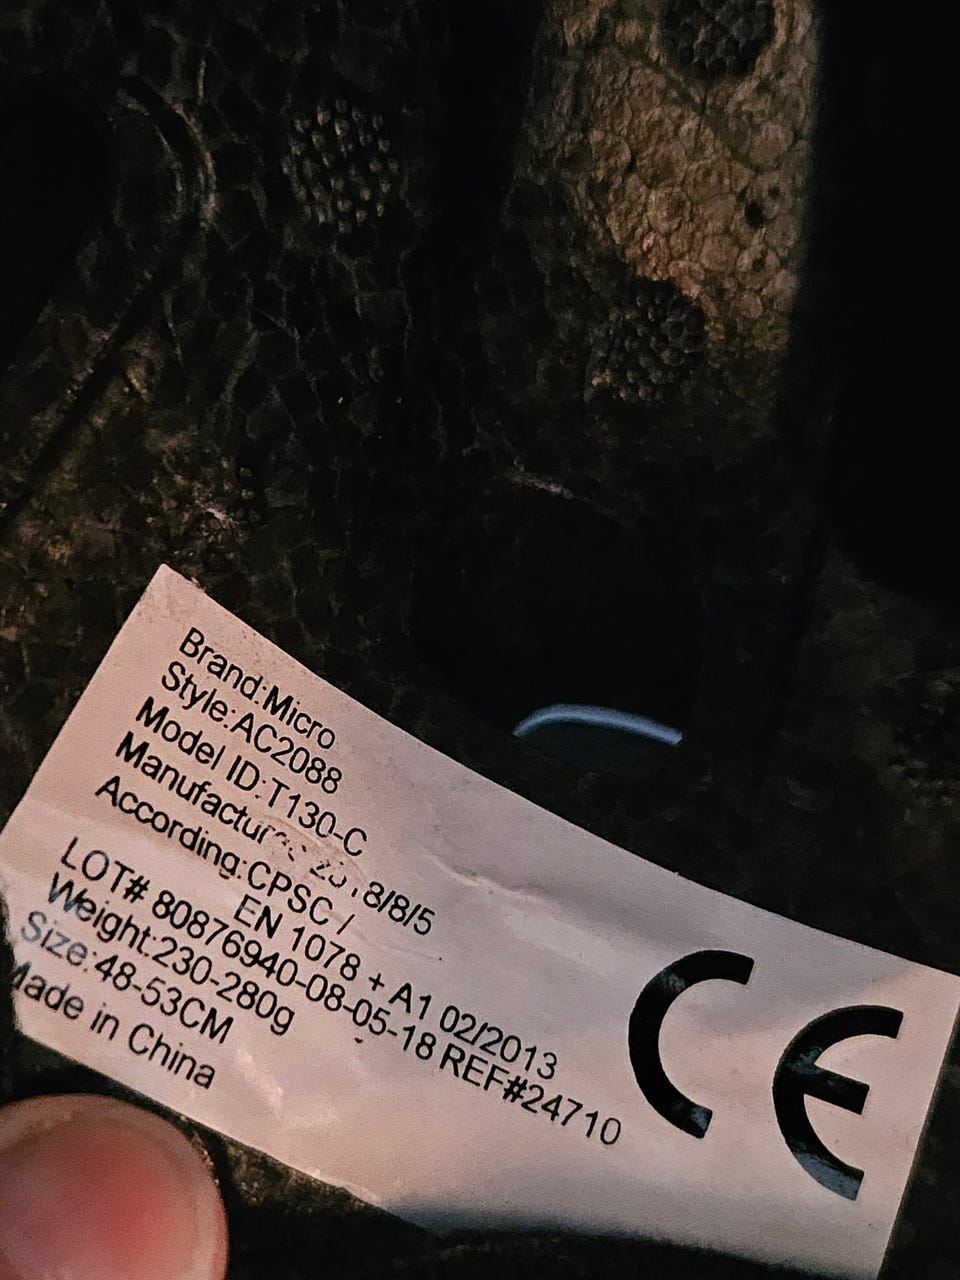 Brand:Micro
Style:AC2088
Model ID:T130-C
8/8/5
According:CPSC /
EN 1078 + A1 02/2013
LOT# 80876940-08-05-18 REF#24710
Weight:230-280g
Size:48-53CM
Made in China
CE